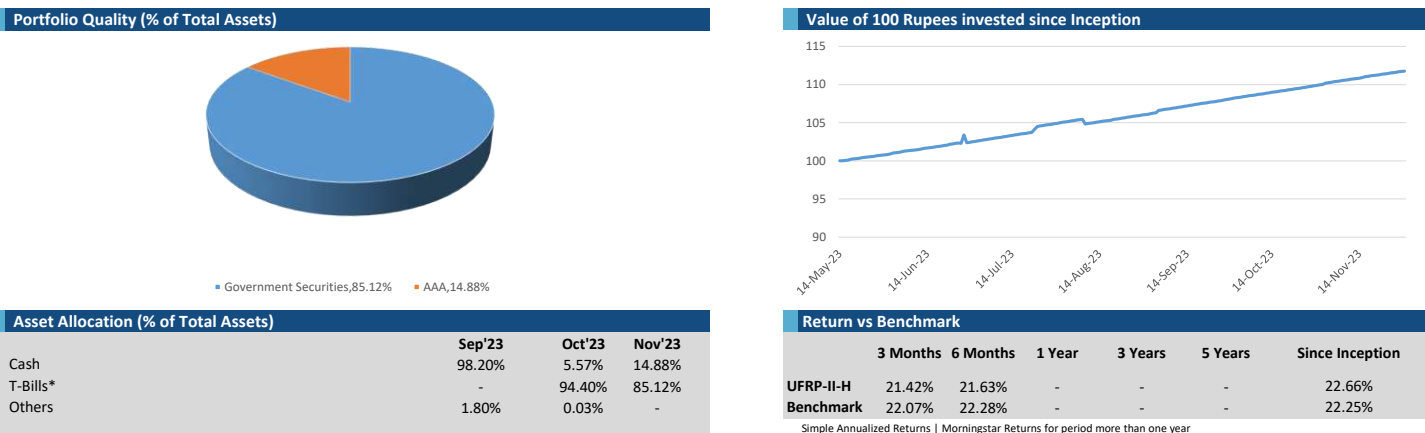 Portfolio Quality (% of Total Assets)
Government Securities,85.12% AAA,14.88%
Value of 100 Rupees invested since Inception
115
110
105
100
95
90
14-May-23 14-Jun-23 14-Jul-23 14-Aug-23 14-Sep-23 14-Oct-23 14-Nov-23
Asset Allocation (% of Total Assets)
Sep'23 Oct'23 Nov'23
Cash 98.20% 5.57% 14.88%
T-Bills* - 94.40% 85.12%
Others 1.80% 0.03% -
Return vs Benchmark
3 Months 6 Months 1 Year 3 Years 5 Years Since Inception
UFRP-II-H 21.42% 21.63% - - - 22.66%
Benchmark 22.07% 22.28% - - - 22.25%
Simple Annualized Returns | Morningstar Returns for period more than one year